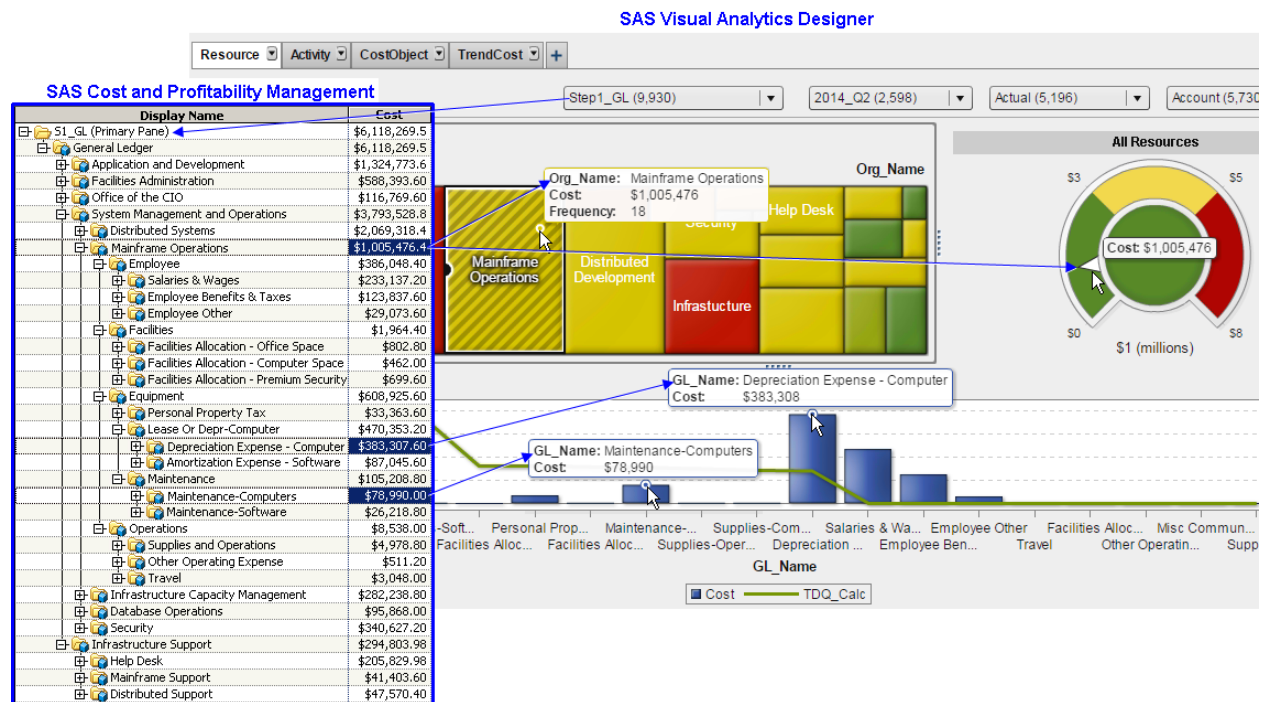 SAS Visual Analytics Designer
Resource Activity CostObject TrendCost +
SAS Cost and Profitability Management
Step1_GL (9,930) 2014_Q2 (2,598) Actual (5,196) Account (5,730
Display Name Cost
S1_GL (Primary Pane) $6,118,269.5
General Ledger $6,118,269.5
Application and Development $1,324,773.6
Facilities Administration $588,393.60
Office of the CIO $116,769.60
System Management and Operations $3,793,528.8
Distributed Systems $2,069,318.4
Mainframe Operations $1,005,476.4
Employee $386,048.40
Salaries & Wages $233,137.20
Employee Benefits & Taxes $123,837.60
Employee Other $29,073.60
Facilities $1,964.40
Facilities Allocation - Office Space $802.80
Facilities Allocation - Computer Space $462.00
Facilities Allocation - Premium Security $699.60
Equipment $608,925.60
Personal Property Tax $33,363.60
Lease Or Depr-Computer $470,353.20
Depreciation Expense - Computer $383,307.60
Amortization Expense - Software $87,045.60
Maintenance $105,208.80
Maintenance-Computers $78,990.00
Maintenance-Software $26,218.80
Operations $8,538.00
Supplies and Operations $4,978.80
Other Operating Expense $511.20
Travel $3,048.00
Infrastructure Capacity Management $282,238.80
Database Operations $95,868.00
Security $340,627.20
Infrastructure Support $294,803.98
Help Desk $205,829.98
Mainframe Support $41,403.60
Distributed Support $47,570.40
Org_Name
Org_Name: Mainframe Operations
Cost: $1,005,476
Frequency: 18
Mainframe
Operations
Distributed
Development
Security
Infrastucture
Help Desk
All Resources
$3 $5
Cost: $1,005,476
$0 $8
$1 (millions)
GL_Name: Depreciation Expense - Computer
Cost: $383,308
GL_Name: Maintenance-Computers
Cost: $78,990
-Soft... Personal Prop... Maintenance-... Supplies-Com... Salaries & Wa... Employee Other Facilities Alloc... Misc Commun...
Facilities Alloc... Facilities Alloc... Supplies-Oper... Depreciation ... Employee Ben... Travel Other Operatin... Supp
GL_Name
Cost TDQ_Calc